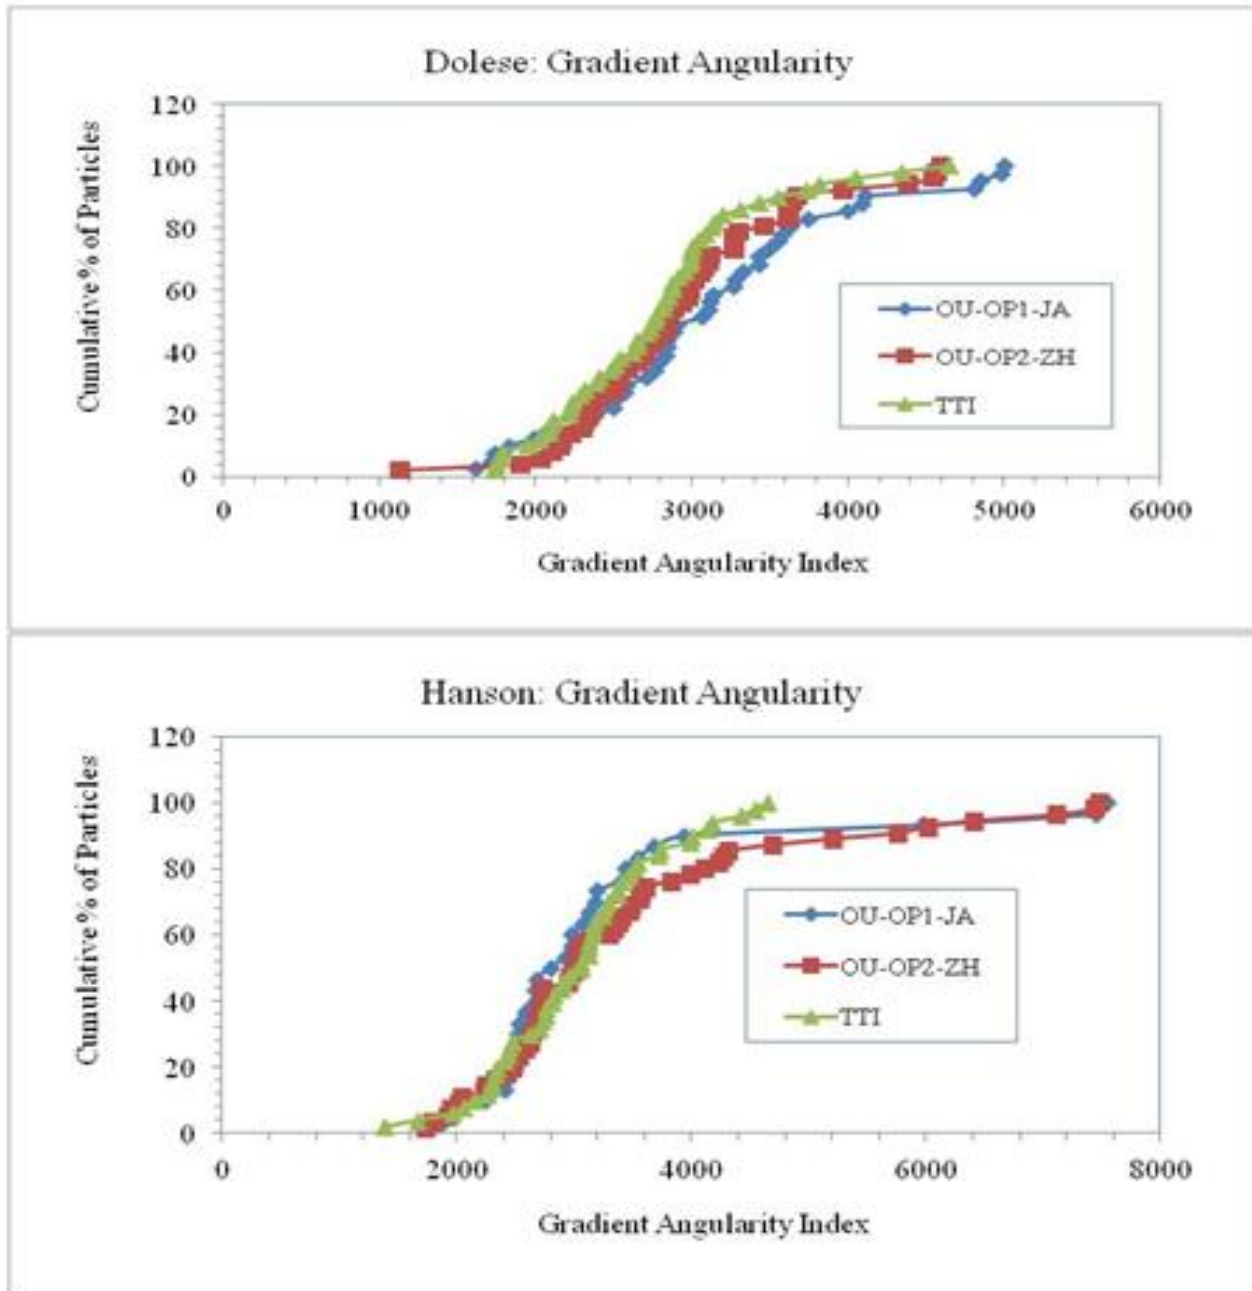 Dolese: Gradient Angularity
Cumulative % of Particles
120
100
80
60
40
20
0
0 1000 2000 3000 4000 5000 6000
Gradient Angularity Index
OU-OP1-JA
OU-OP2-ZH
TTI
Hanson: Gradient Angularity
Cumulative % of Particles
120
100
80
60
40
20
0
0 2000 4000 6000 8000
Gradient Angularity Index
OU-OP1-JA
OU-OP2-ZH
TTI